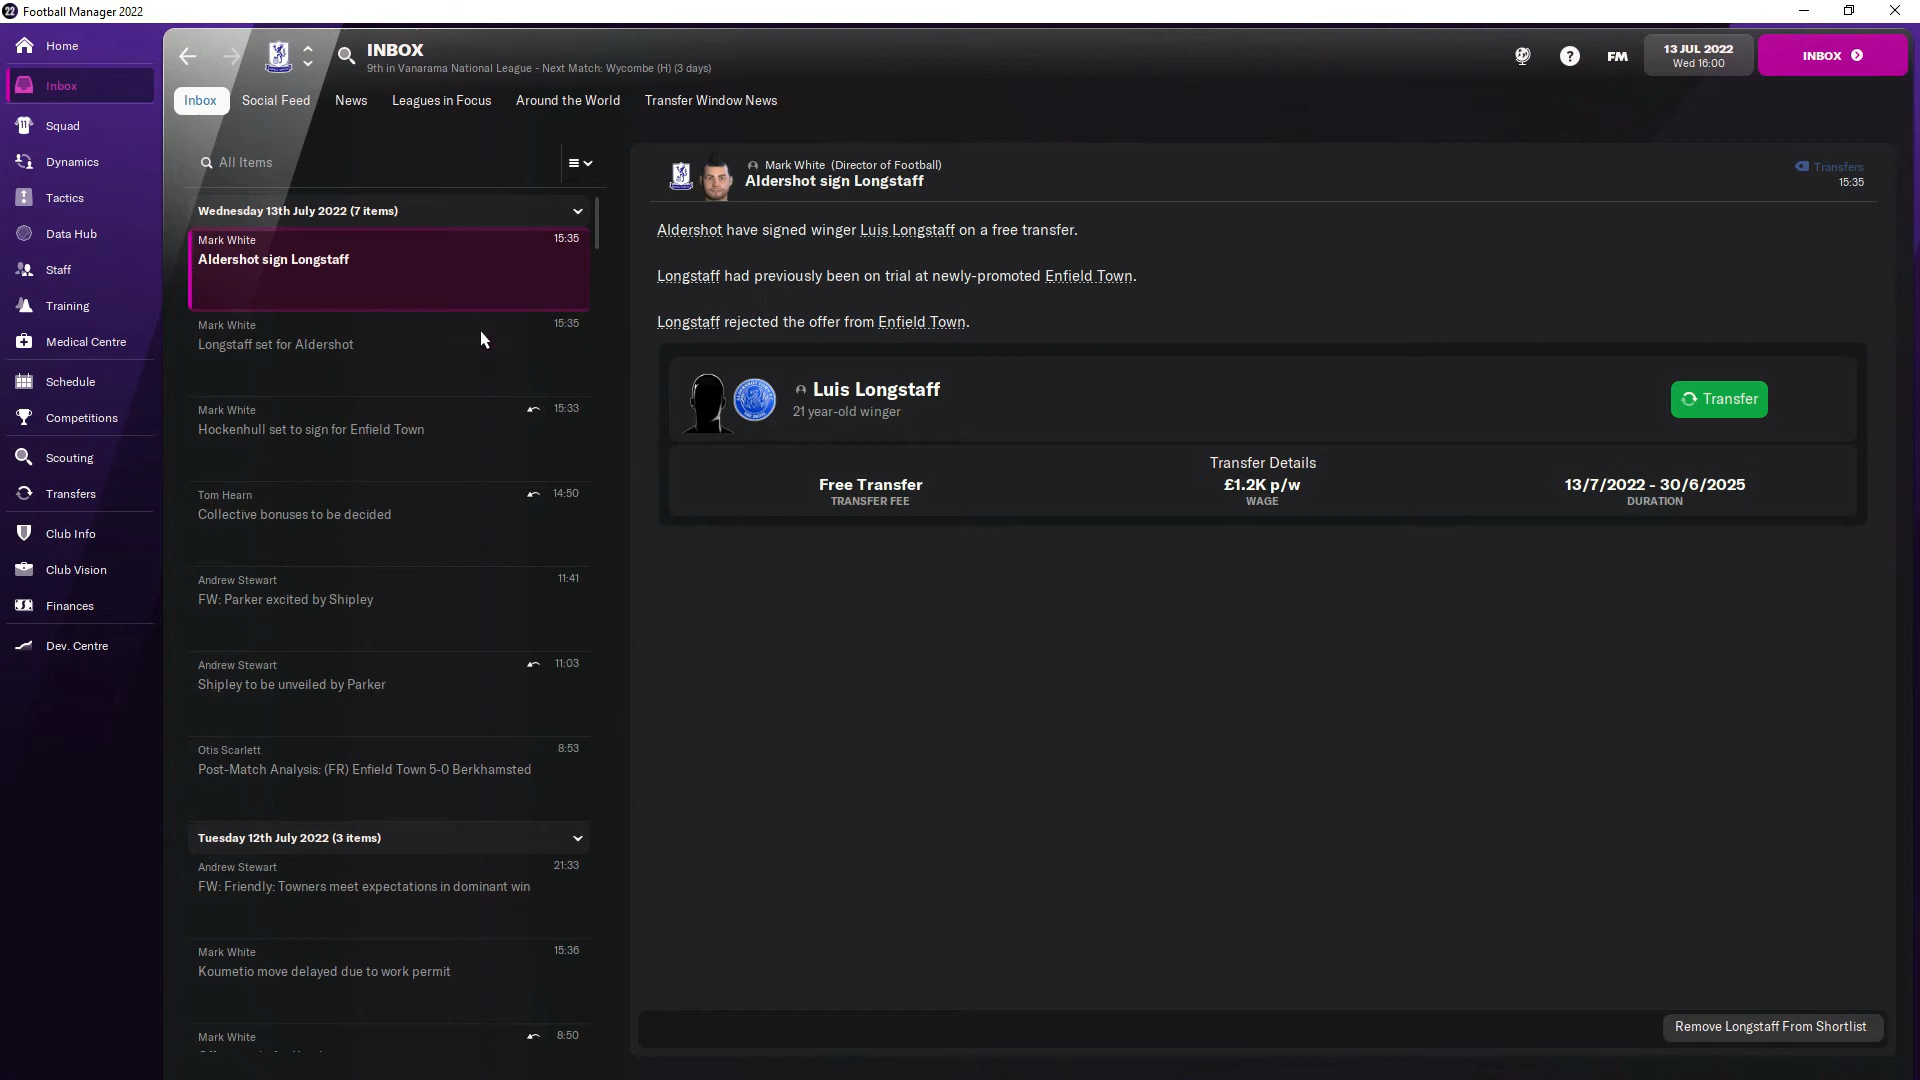 Football Manager 2022
Home
Inbox
Squad
Dynamics
Tactics
Data Hub
Staff
Training
Medical Centre
Schedule
Competitions
Scouting
Transfers
Club Info
Club Vision
Finances
Dev. Centre
INBOX
9th in Vanarama National League - Next Match: Wycombe (H) (3 days)
FM
13 JUL 2022
Wed 16:00
INBOX
Inbox
Social Feed
News
Leagues in Focus
Around the World
Transfer Window News
All Items
Wednesday 13th July 2022 (7 items)
Mark White 15:35
Aldershot sign Longstaff
Mark White 15:35
Longstaff set for Aldershot
Mark White 15:33
Hockenhull set to sign for Enfield Town
Tom Hearn 14:50
Collective bonuses to be decided
Andrew Stewart 11:41
FW: Parker excited by Shipley
Andrew Stewart 11:03
Shipley to be unveiled by Parker
Otis Scarlett 8:53
Post-Match Analysis: (FR) Enfield Town 5-0 Berkhamsted
Tuesday 12th July 2022 (3 items)
Andrew Stewart 21:33
FW: Friendly: Towners meet expectations in dominant win
Mark White 15:36
Koumetio move delayed due to work permit
Mark White 8:50
Mark White (Director of Football)
Aldershot sign Longstaff
Transfers
15:35
Aldershot have signed winger Luis Longstaff on a free transfer.
Longstaff had previously been on trial at newly-promoted Enfield Town.
Longstaff rejected the offer from Enfield Town.
Luis Longstaff
21 year-old winger
Transfer
Transfer Details
Free Transfer
TRANSFER FEE
£1.2K p/w
WAGE
13/7/2022 - 30/6/2025
DURATION
Remove Longstaff From Shortlist